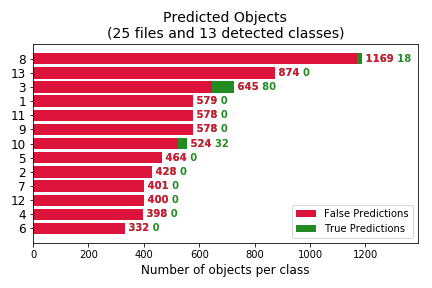 Predicted Objects
(25 files and 13 detected classes)
8 1169 18
13 874 0
3 645 80
1 579 0
11 578 0
9 578 0
10 524 32
5 464 0
2 428 0
7 401 0
12 400 0
4 398 0
6 332 0
False Predictions
True Predictions
0 200 400 600 800 1000 1200
Number of objects per class